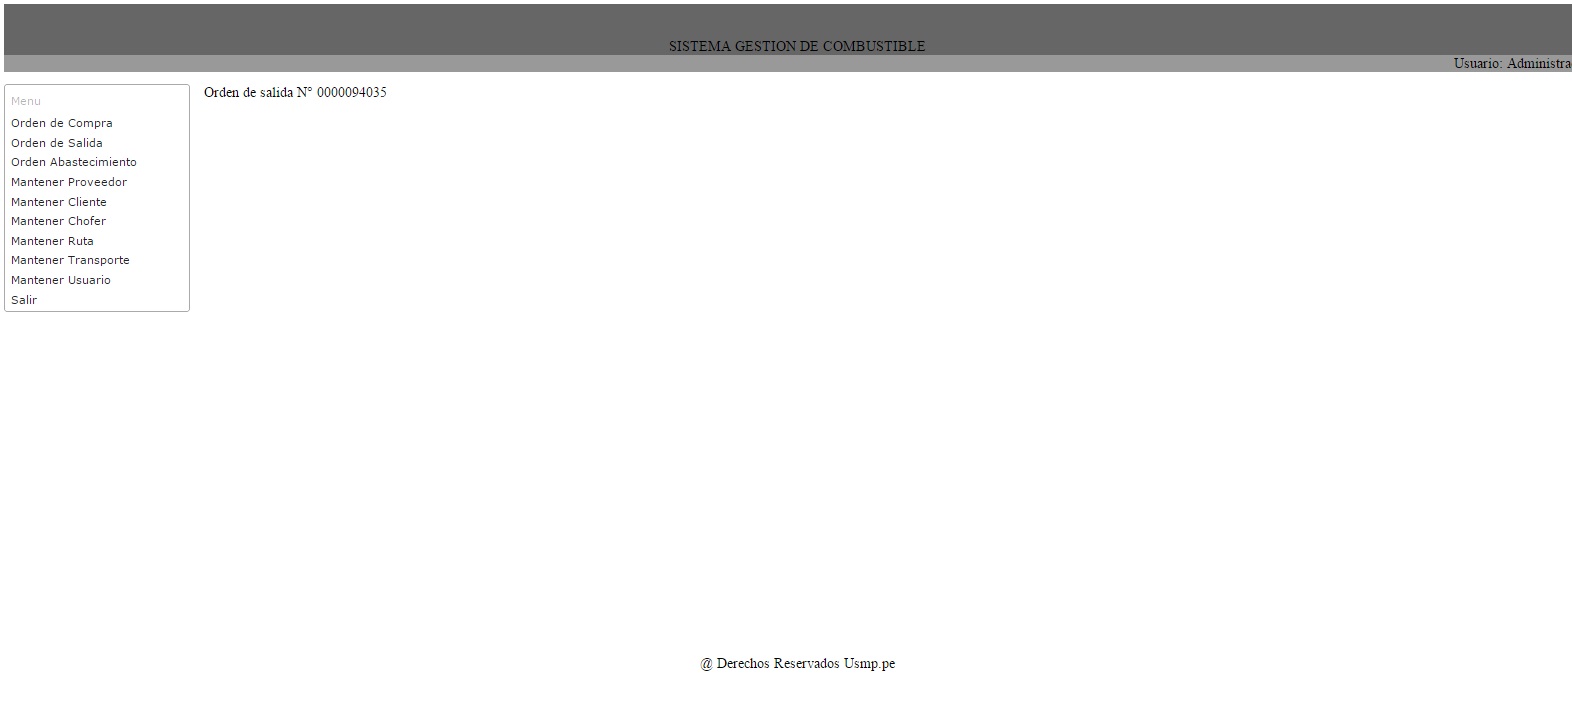 SISTEMA GESTION DE COMBUSTIBLE
Usuario:
Orden de salida N° 0000094035
Menu
Orden de Compra
Orden de Salida
Orden Abastecimiento
Mantener Proveedor
Mantener Cliente
Mantener Chofer
Mantener Ruta
Mantener Transporte
Mantener Usuario
Salir
@ Derechos Reservados Usmp.pe